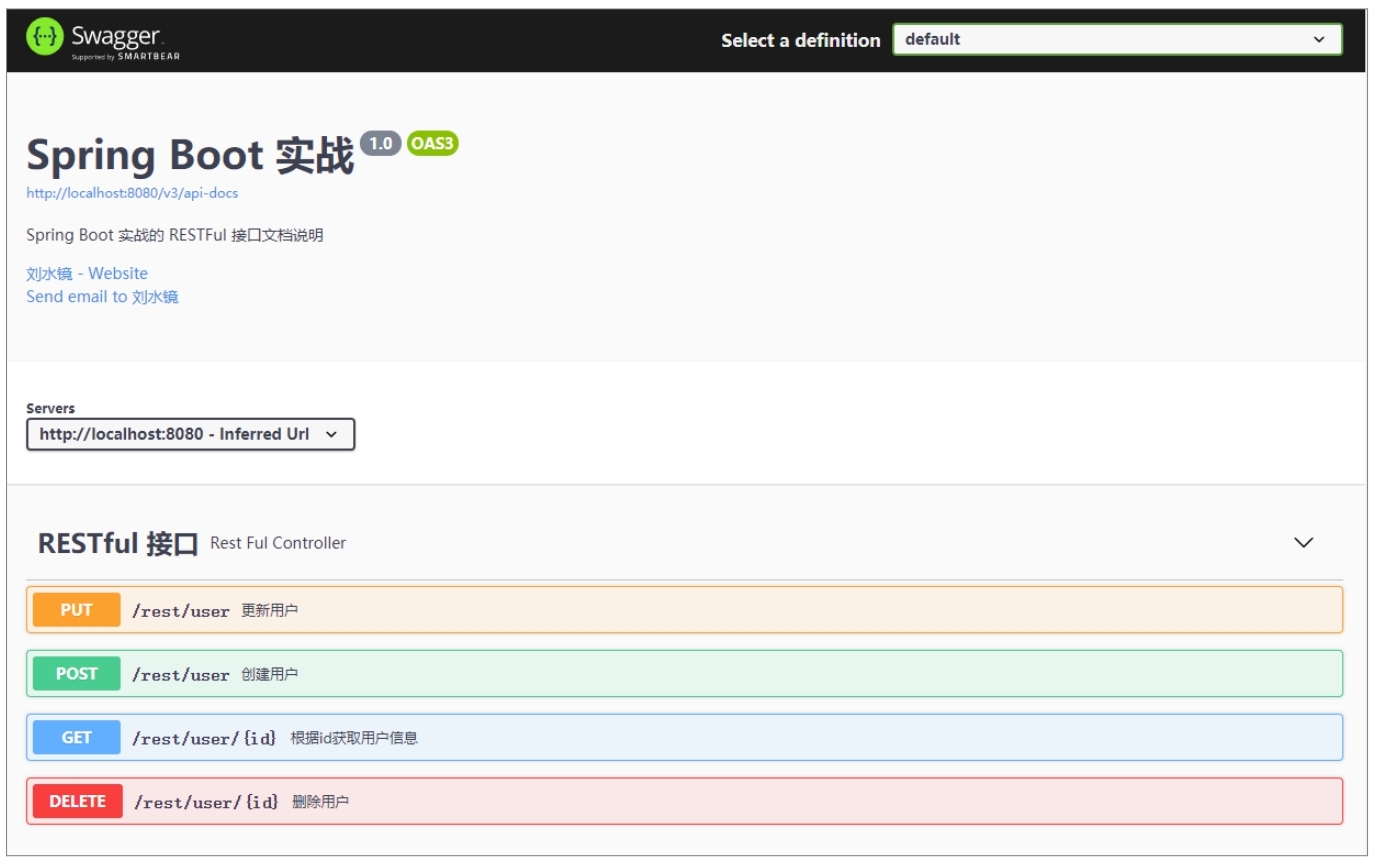 Swagger
Supported by SMARTBEAR
Select a definition
default
Spring Boot 实战 1.0 OAS3
http://localhost:8080/v3/api-docs
Spring Boot 实战的 RESTFul 接口文档说明
刘水镜 - Website
Send email to 刘水镜
Servers
http://localhost:8080 - Inferred Url
RESTful 接口 Rest Ful Controller
PUT /rest/user 更新用户
POST /rest/user 创建用户
GET /rest/user/{id} 根据id获取用户信息
DELETE /rest/user/{id} 删除用户